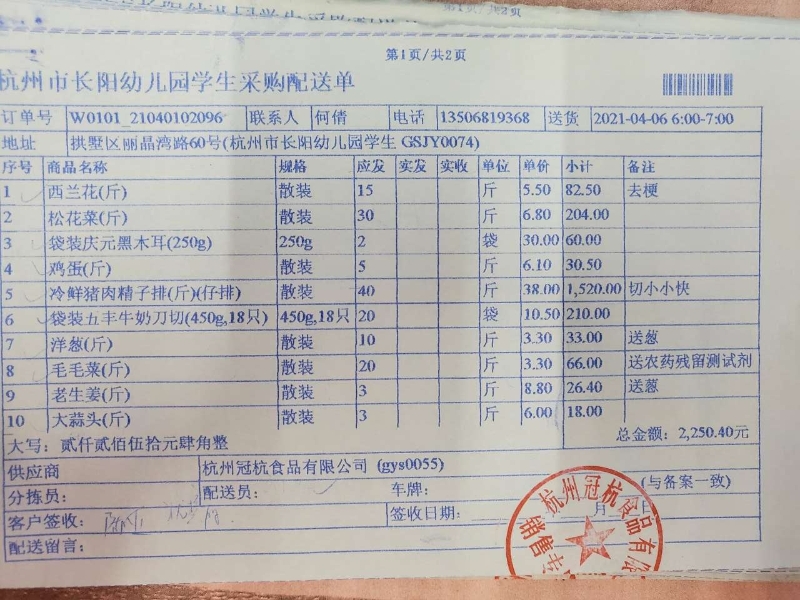 第1页/共2页
杭州市长阳幼儿园学生采购配送单
订单号 W0101_21040102096 联系人 何倩 电话 13506819368 送货 2021-04-06 6:00-7:00
地址 拱墅区丽晶湾路60号(杭州市长阳幼儿园学生 GSJY0074)
序号 商品名称 规格 应发 实发 实收 单位 单价 小计 备注
1 西兰花(斤) 散装 15 斤 5.50 82.50 去梗
2 松花菜(斤) 散装 30 斤 6.80 204.00
3 袋装庆元黑木耳(250g) 250g 2 袋 30.00 60.00
4 鸡蛋(斤) 散装 5 斤 6.10 30.50
5 冷鲜猪肉精子排(斤)(仔排) 散装 40 斤 38.00 1,520.00 切小小快
6 袋装五丰牛奶刀切(450g,18只) 450g,18只 20 袋 10.50 210.00
7 洋葱(斤) 散装 10 斤 3.30 33.00 送葱
8 毛毛菜(斤) 散装 20 斤 3.30 66.00 送农药残留测试剂
9 老生姜(斤) 散装 3 斤 8.80 26.40 送葱
10 大蒜头(斤) 散装 3 斤 6.00 18.00
大写: 贰仟贰佰伍拾元肆角整 总金额: 2,250.40元
供应商 杭州冠杭食品有限公司 (gys0055)
分拣员: 配送员: 车牌: (与备案一致)
客户签收: 签收日期: 月
配送留言:
杭州冠杭食品有限
销售专